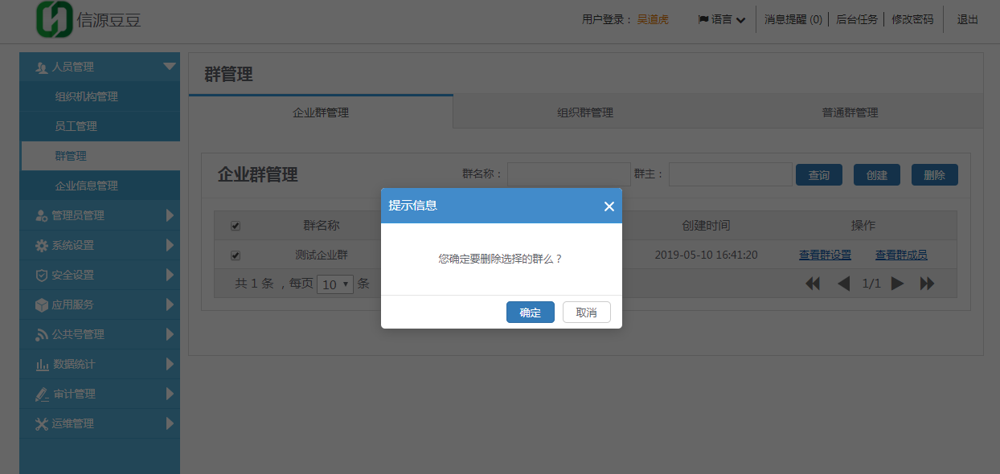 信源豆豆
用户登录： 吴道虎 语言 消息提醒 (0) 后台任务 修改密码 退出
人员管理
组织机构管理
员工管理
群管理
企业信息管理
管理员管理
系统设置
安全设置
应用服务
公共号管理
数据统计
审计管理
运维管理
群管理
企业群管理 组织群管理 普通群管理
企业群管理 群名称： 群主： 查询 创建 删除
群名称 创建时间 操作
测试企业群 2019-05-10 16:41:20 查看群设置 查看群成员
共 1 条 ，每页 10 条 1/1
提示信息
您确定要删除选择的群么？
确定 取消